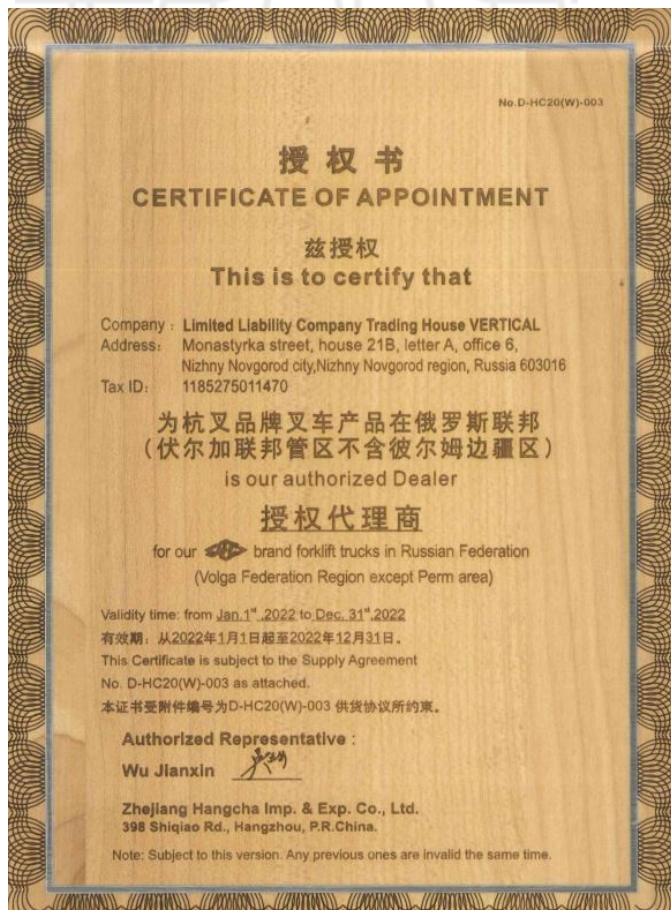 No.D-HC20(W)-003
授权书
CERTIFICATE OF APPOINTMENT
兹授权
This is to certify that
Company : Limited Liability Company Trading House VERTICAL
Address: Monastyrka street, house 21B, letter A, office 6,
Nizhny Novgorod city,Nizhny Novgorod region, Russia 603016
Tax ID: 1185275011470
为杭叉品牌叉车产品在俄罗斯联邦
(伏尔加联邦管区不含彼尔姆边疆区)
is our authorized Dealer
授权代理商
for our brand forklift trucks in Russian Federation
(Volga Federation Region except Perm area)
Validity time: from Jan.1st ,2022 to Dec. 31st,2022
有效期：从2022年1月1日起至2022年12月31日。
This Certificate is subject to the Supply Agreement
No. D-HC20(W)-003 as attached.
本证书受附件编号为D-HC20(W)-003 供货协议所约束。
Authorized Representative :
Wu Jianxin
Zhejiang Hangcha Imp. & Exp. Co., Ltd.
398 Shiqiao Rd., Hangzhou, P.R.China.
Note: Subject to this version. Any previous ones are invalid the same time.